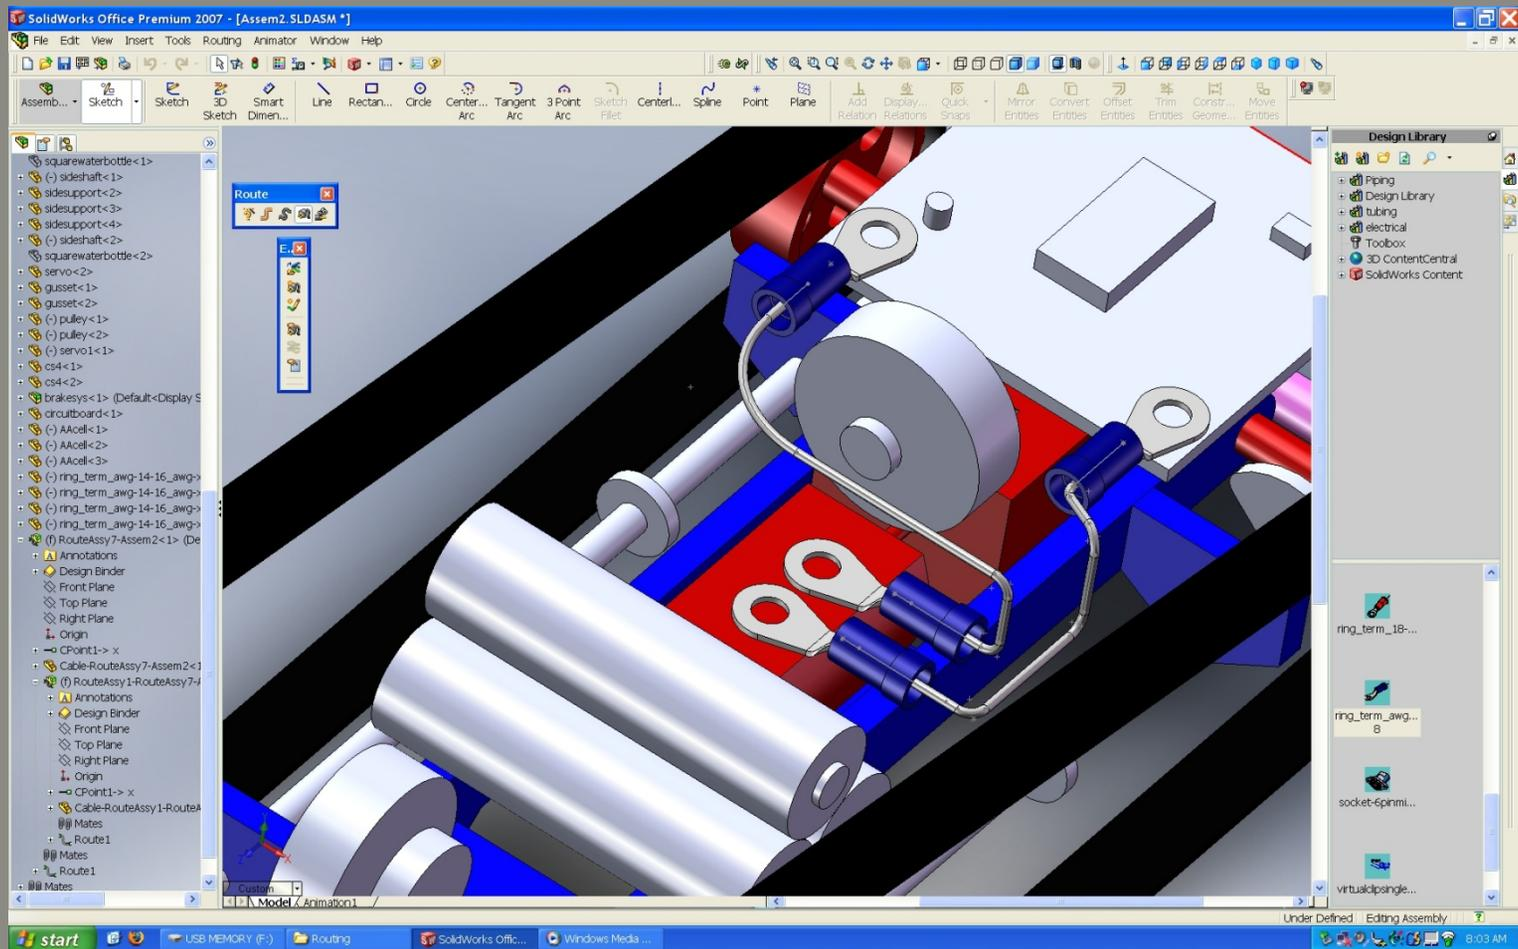 SolidWorks Office Premium 2007 - [Assem2.SLDASM *]
File Edit View Insert Tools Routing Animator Window Help
Assemb... Sketch Sketch 3D Sketch Smart Dimen... Line Rectan... Circle Center... Arc Tangent Arc 3 Point Arc Sketch Fillet Centerl... Spline Point Plane Add Relation Display... Relations Quick Snaps Mirror Entities Convert Entities Offset Entities Trim Entities Constr... Geome... Move Entities
squarewaterbottle<1>
(-) sideshaft<1>
sidesupport<2>
sidesupport<3>
sidesupport<4>
(-) sideshaft<2>
squarewaterbottle<2>
servo<2>
gusset<1>
gusset<2>
(-) pulley<1>
(-) pulley<2>
(-) servo1<1>
cs4<1>
cs4<2>
brakesys<1> (Default<Display S
circuitboard<1>
(-) AAcell<1>
(-) AAcell<2>
(-) AAcell<3>
(-) ring_term_awg-14-16_awg-x
(-) ring_term_awg-14-16_awg-x
(-) ring_term_awg-14-16_awg-x
(-) ring_term_awg-14-16_awg-x
(f) RouteAssy7-Assem2<1> (De
Annotations
Design Binder
Front Plane
Top Plane
Right Plane
Origin
CPoint1-> x
Cable-RouteAssy7-Assem2<1
(f) RouteAssy1-RouteAssy7-A
Annotations
Design Binder
Front Plane
Top Plane
Right Plane
Origin
CPoint1-> x
Cable-RouteAssy1-RouteA
Mates
Route1
Mates
Route1
Mates
Route
E..
Y
X
Z
Custom
Model Animation1
Design Library
Piping
Design Library
tubing
electrical
Toolbox
3D ContentCentral
SolidWorks Content
ring_term_18-...
ring_term_awg...
8
socket-6pinmi...
virtualclipsingle...
Under Defined Editing Assembly
start USB MEMORY (F:) Routing SolidWorks Offic... Windows Media ... 8:03 AM